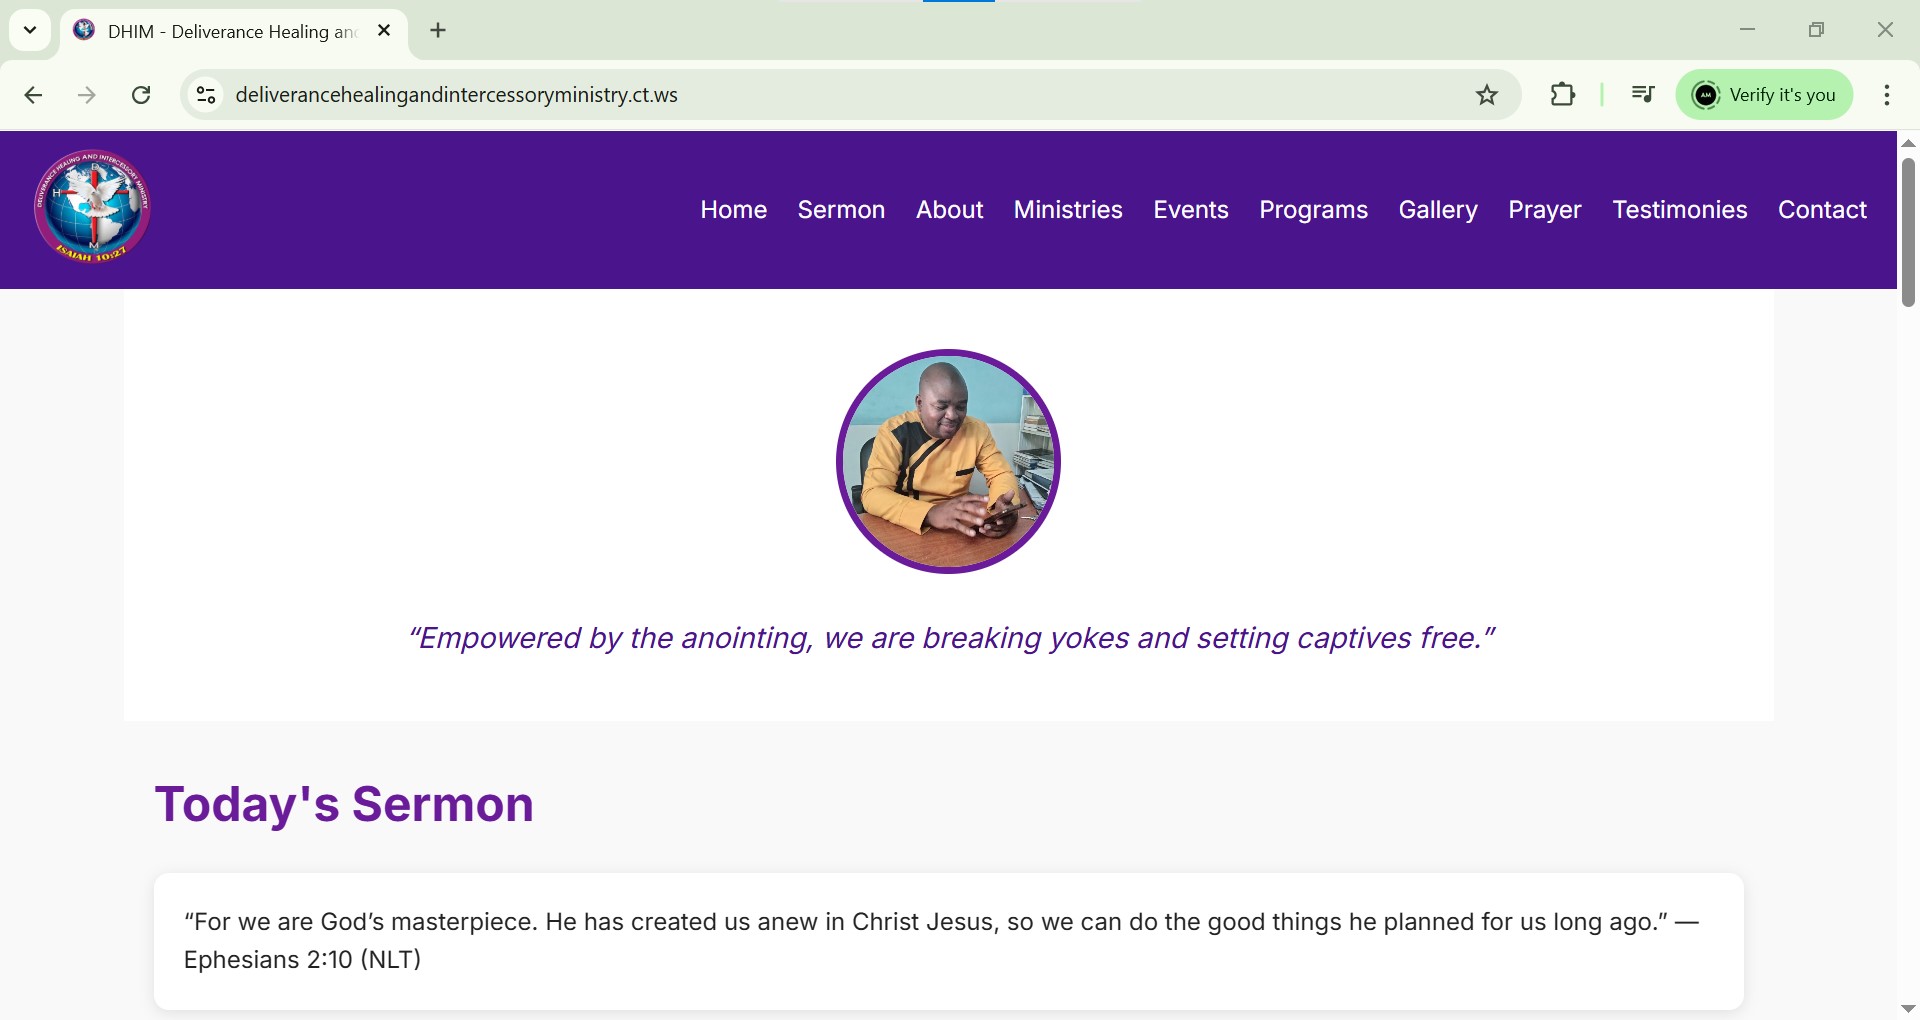 DHIM - Deliverance Healing and
deliverancehealingandintercessoryministry.ct.ws
AM
Verify it's you
DELIVERANCE HEALING AND INTERCESSORY MINISTRY
D
H
I
M
ISAIAH 10:27
Home Sermon About Ministries Events Programs Gallery Prayer Testimonies Contact
“Empowered by the anointing, we are breaking yokes and setting captives free.”
Today's Sermon
“For we are God’s masterpiece. He has created us anew in Christ Jesus, so we can do the good things he planned for us long ago.” —
Ephesians 2:10 (NLT)